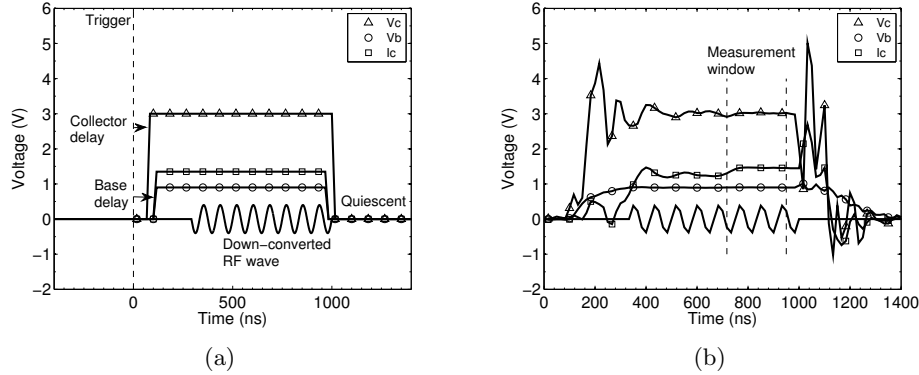 6
5
4
3
2
1
0
−1
−2
Voltage (V)
Trigger
Collector
delay
Base
delay
Quiescent
Down−converted
RF wave
Vc
Vb
Ic
0
500
1000
Time (ns)
(a)
6
5
4
3
2
1
0
−1
−2
Voltage (V)
Measurement
window
Vc
Vb
Ic
0
200
400
600
800
1000
1200
1400
Time (ns)
(b)